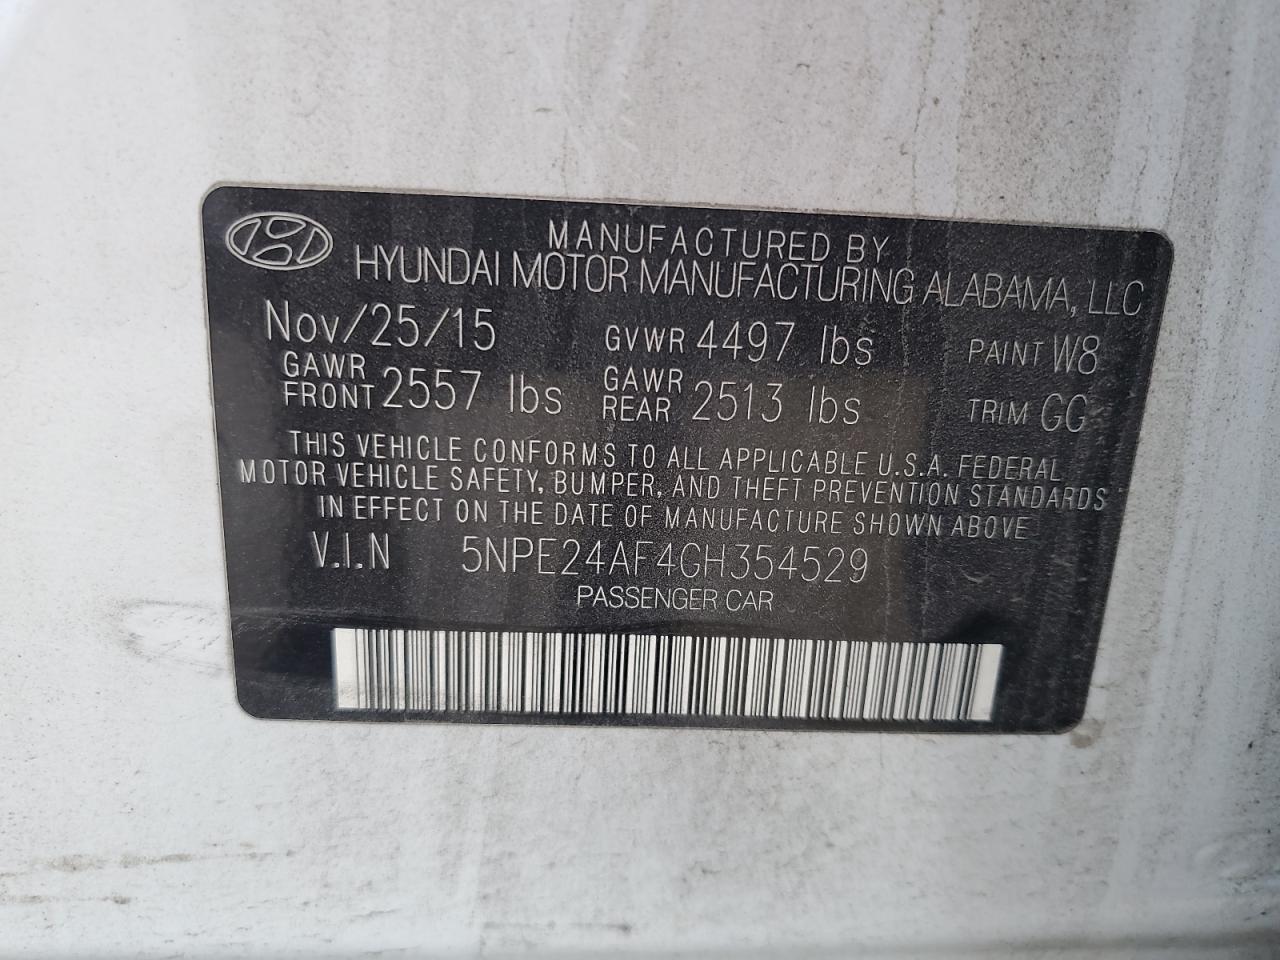 MANUFACTURED BY
HYUNDAI MOTOR MANUFACTURING ALABAMA, LLC
Nov/25/15 GVWR 4497 lbs PAINT W8
GAWR FRONT 2557 lbs GAWR REAR 2513 lbs TRIM GG
THIS VEHICLE CONFORMS TO ALL APPLICABLE U.S.A. FEDERAL
MOTOR VEHICLE SAFETY, BUMPER, AND THEFT PREVENTION STANDARDS
IN EFFECT ON THE DATE OF MANUFACTURE SHOWN ABOVE
V.I.N 5NPE24AF4GH354529
PASSENGER CAR